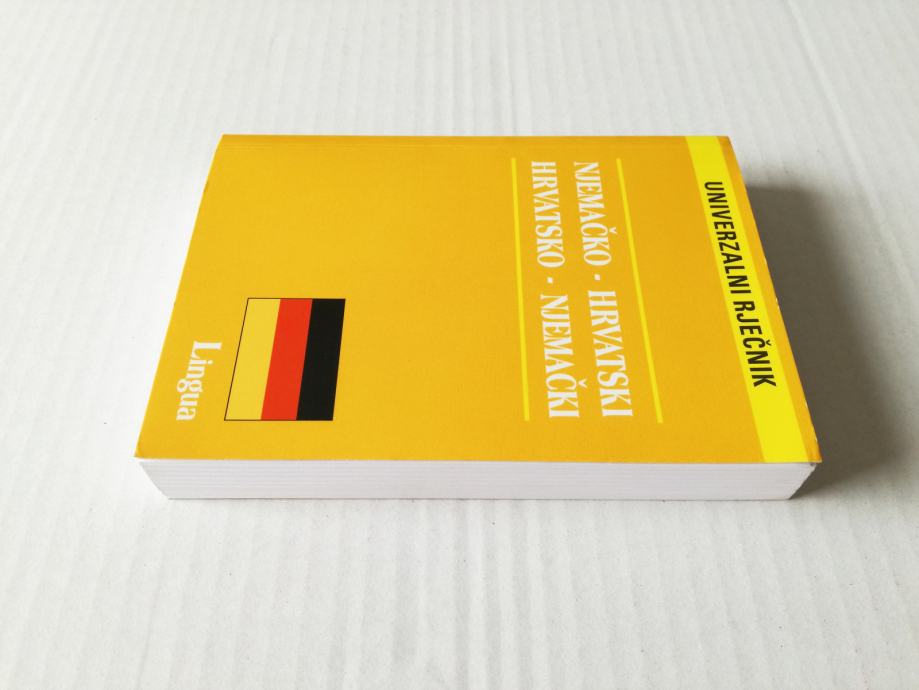 UNIVERZALNI RJEČNIK
NJEMAČKO - HRVATSKI
HRVATSKO - NJEMAČKI
Lingua